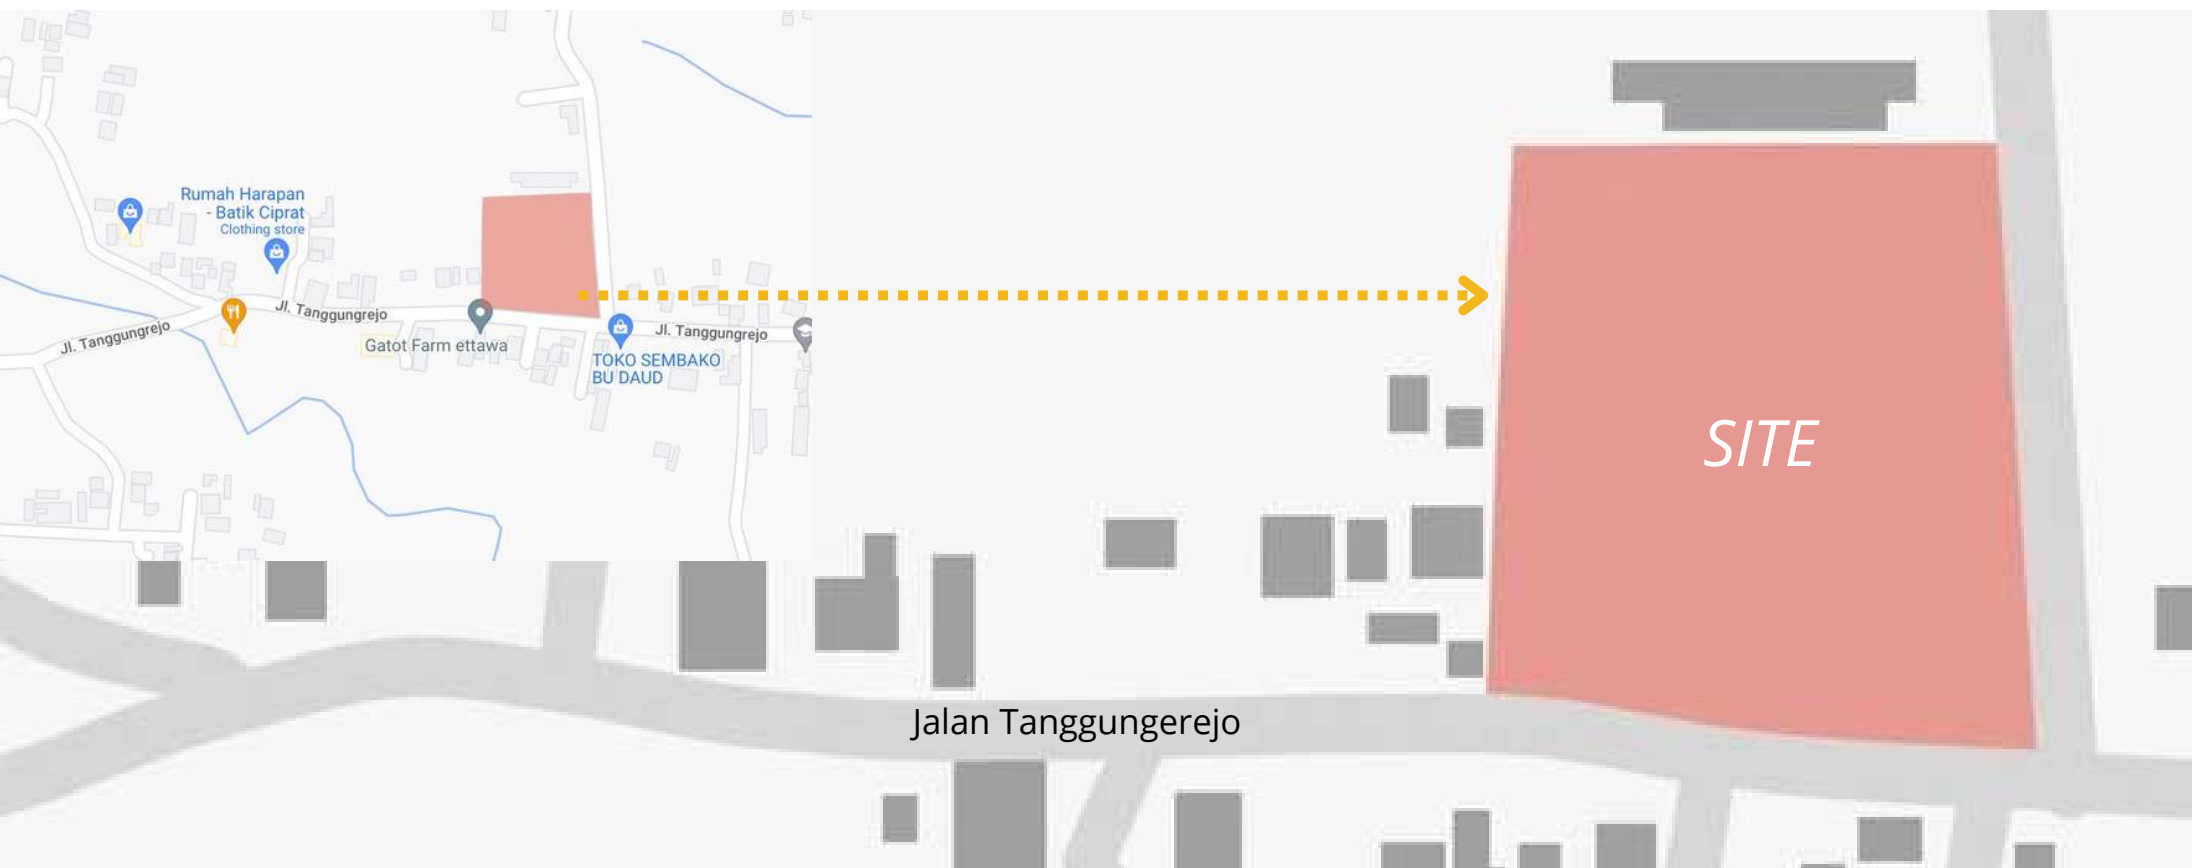 Rumah Harapan
- Batik Ciprat
Clothing store
Jl. Tanggungrejo
Jl. Tanggungrejo
Gatot Farm ettawa
Jl. Tanggungrejo
TOKO SEMBAKO
BU DAUD
SITE
Jalan Tanggungerejo